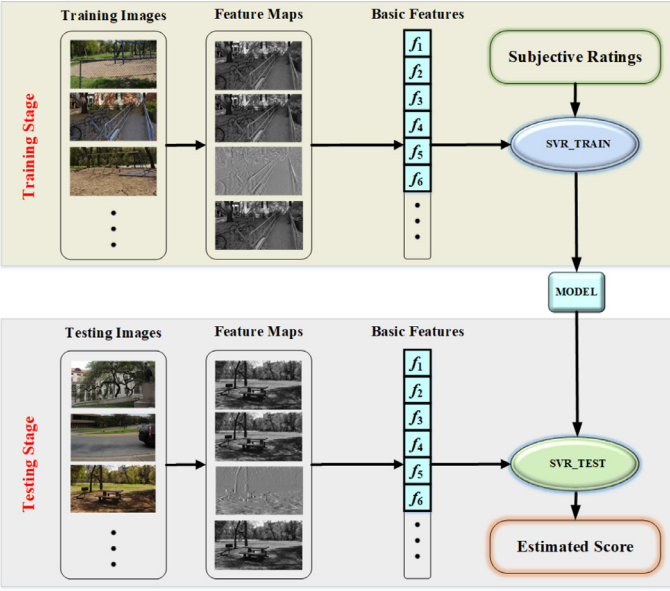 Training Images
Feature Maps
Basic Features
Training Stage
f1
f2
f3
f4
f5
f6
Subjective Ratings
SVR_TRAIN
MODEL
Testing Images
Feature Maps
Basic Features
Testing Stage
f1
f2
f3
f4
f5
f6
SVR_TEST
Estimated Score